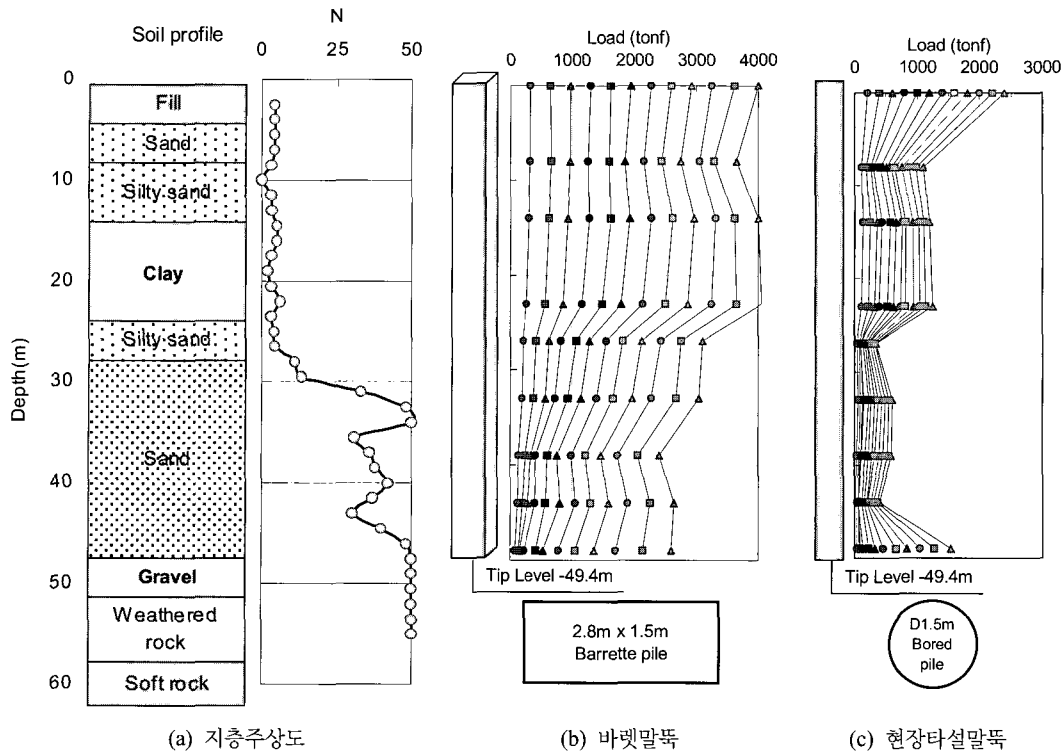 Soil profile
N
0 25 50
Load (tonf)
0 1000 2000 3000 4000
Load (tonf)
0 1000 2000 3000
Depth(m)
0
10
20
30
40
50
60
Fill
Sand
Silty sand
Clay
Silty sand
Sand
Gravel
Weathered
rock
Soft rock
Tip Level -49.4m
2.8m x 1.5m
Barrette pile
Tip Level -49.4m
D1.5m
Bored
pile
(a) 지층주상도
(b) 바렛말뚝
(c) 현장타설말뚝